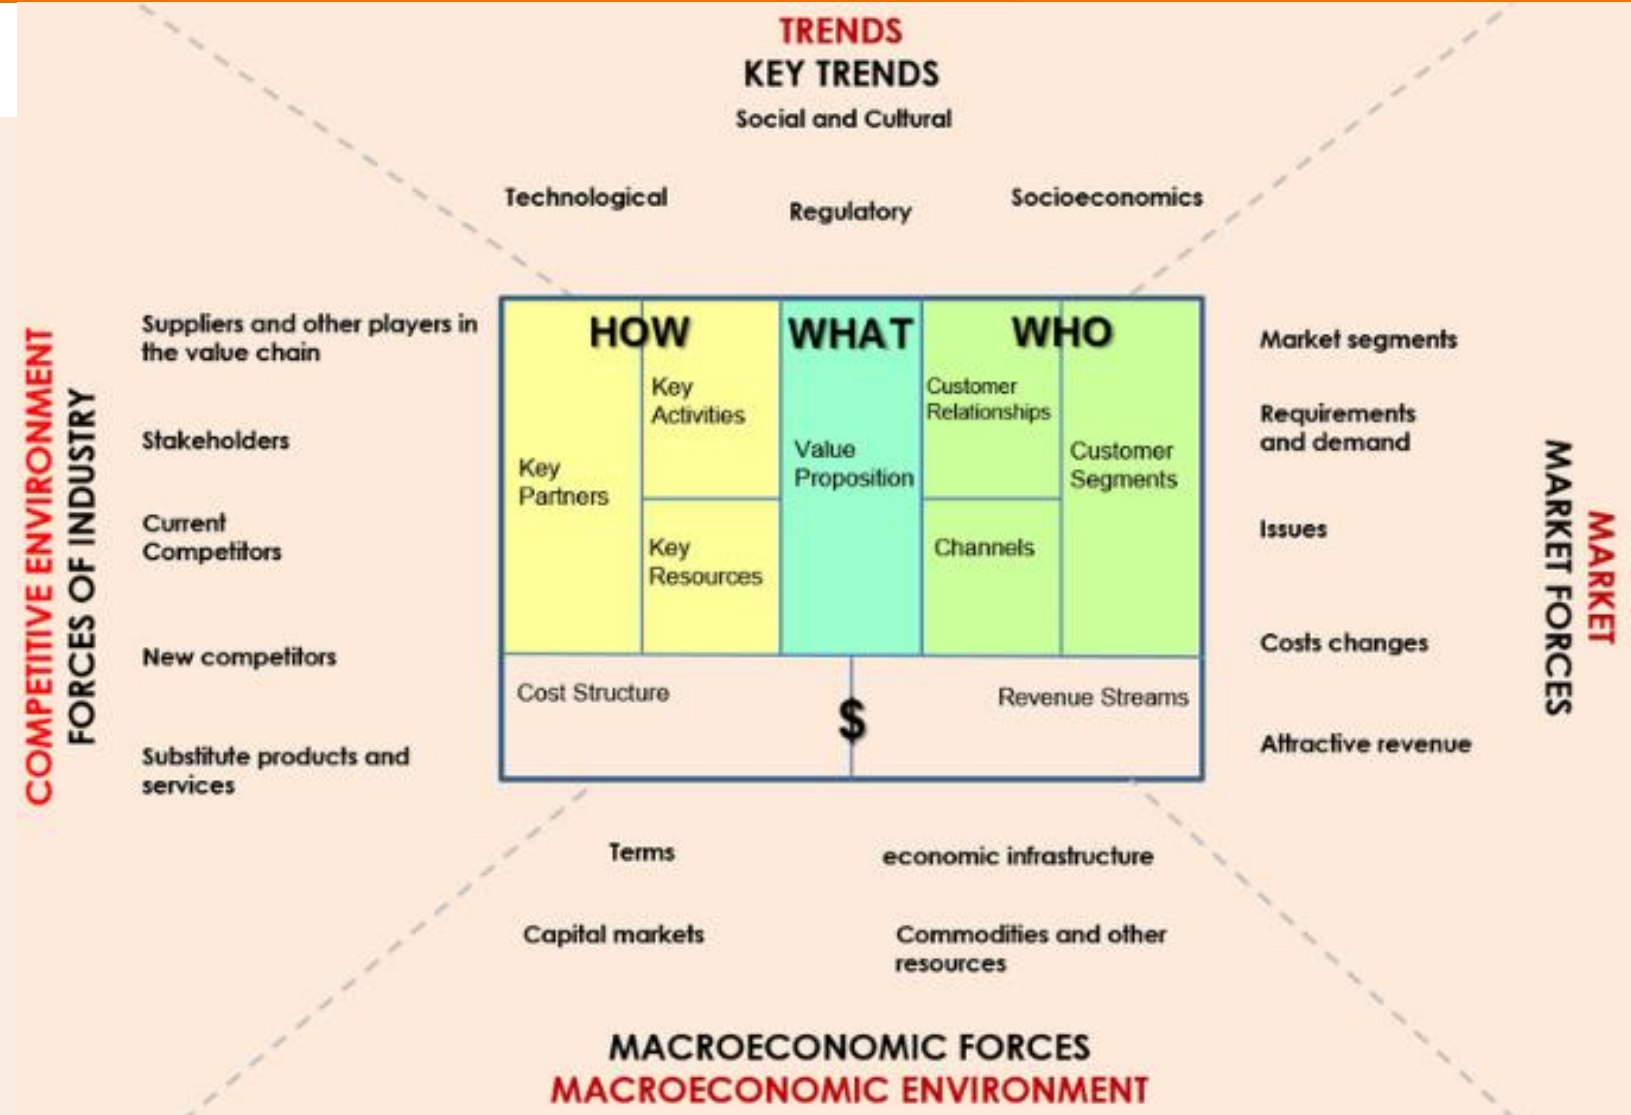 TRENDS
KEY TRENDS
Social and Cultural
Technological
Regulatory
Socioeconomics
COMPETITIVE ENVIRONMENT
FORCES OF INDUSTRY
Suppliers and other players in
the value chain
Stakeholders
Current
Competitors
New competitors
Substitute products and
services
HOW
WHAT
WHO
Key
Partners
Key
Activities
Key
Resources
Value
Proposition
Customer
Relationships
Channels
Customer
Segments
Cost Structure
$
Revenue Streams
Market segments
Requirements
and demand
Issues
Costs changes
Attractive revenue
MARKET
MARKET FORCES
Terms
economic infrastructure
Capital markets
Commodities and other
resources
MACROECONOMIC FORCES
MACROECONOMIC ENVIRONMENT